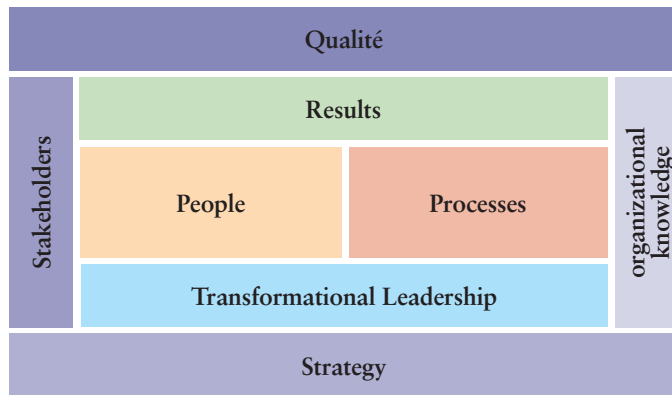 Qualité
Stakeholders
Results
People
Processes
Transformational Leadership
organizational
knowledge
Strategy